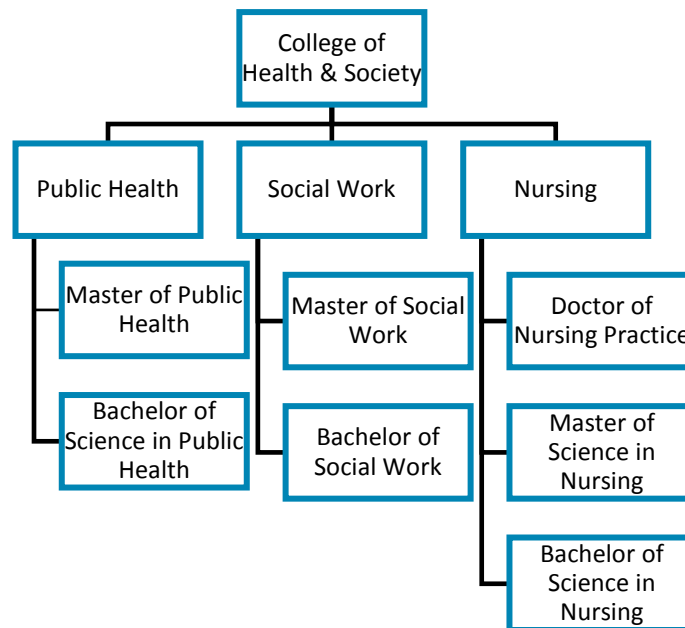 College of
Health & Society
Public Health
Social Work
Nursing
Master of Public
Health
Master of Social
Work
Doctor of
Nursing Practice
Bachelor of
Science in Public
Health
Bachelor of
Social Work
Master of
Science in
Nursing
Bachelor of
Science in
Nursing